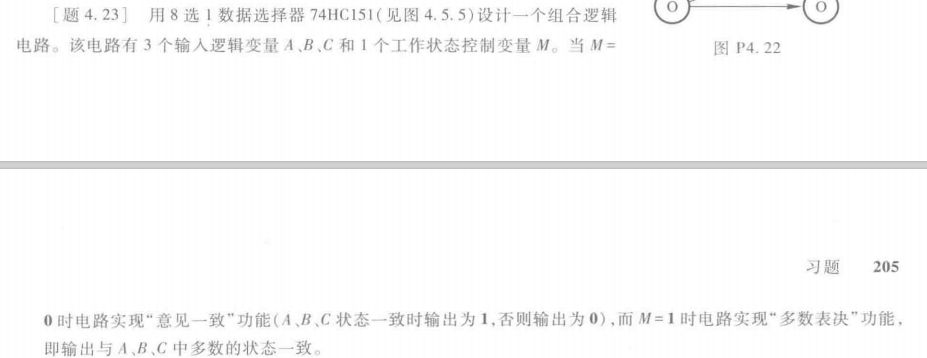 ［题 4.23］ 用 8 选 1 数据选择器 74HC151(见图 4.5.5)设计一个组合逻辑
电路。该电路有 3 个输入逻辑变量 A、B、C 和 1 个工作状态控制变量 M。当 M=
O O
图 P4.22
习题 205
0 时电路实现“意见一致”功能(A、B、C 状态一致时输出为 1,否则输出为 0),而 M=1 时电路实现“多数表决”功能,
即输出与 A、B、C 中多数的状态一致。